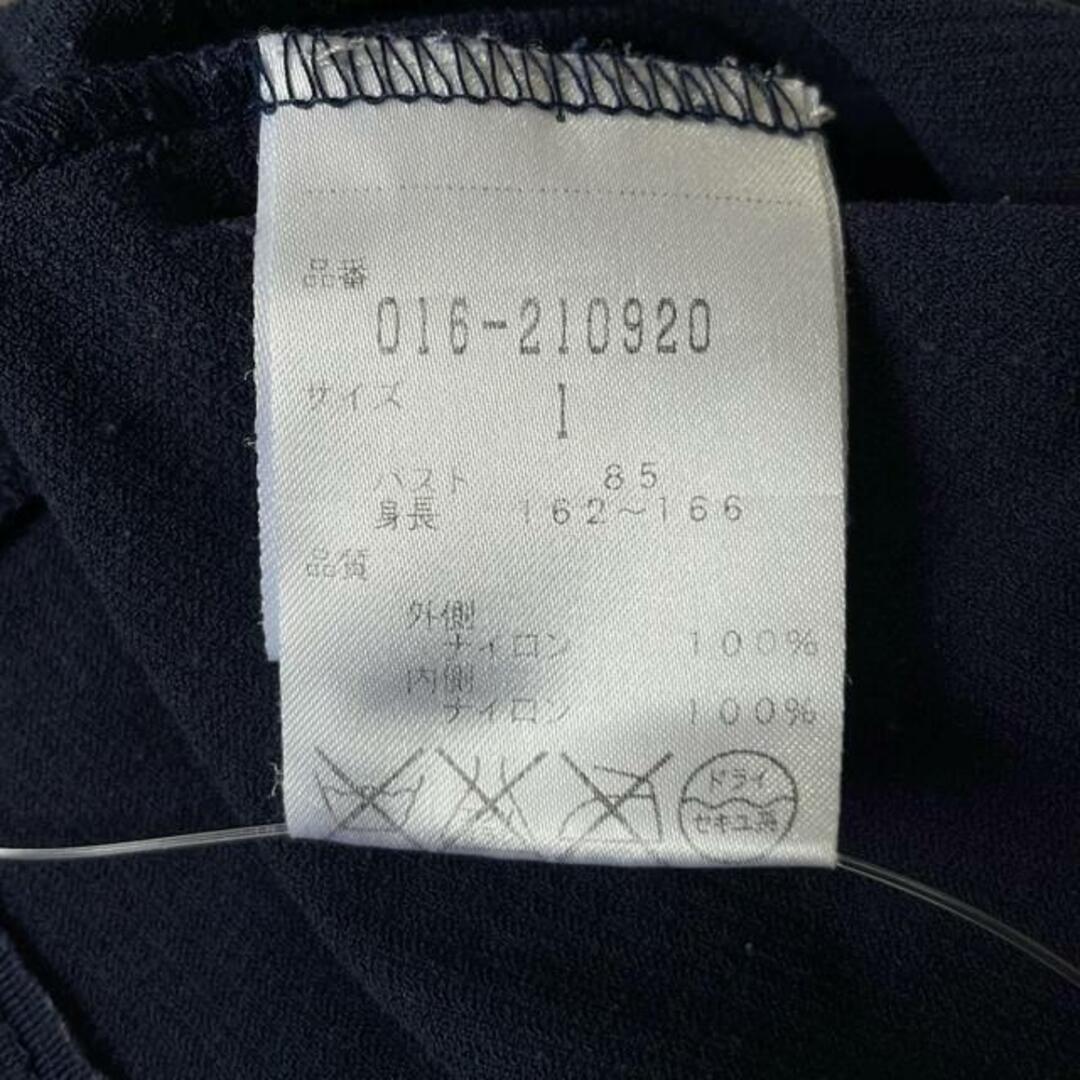 品番
016-210920
サイズ 1
バスト 85
身長 162~166
品質
外側
ナイロン 100%
内側
ナイロン 100%
ドライ
セキユ系